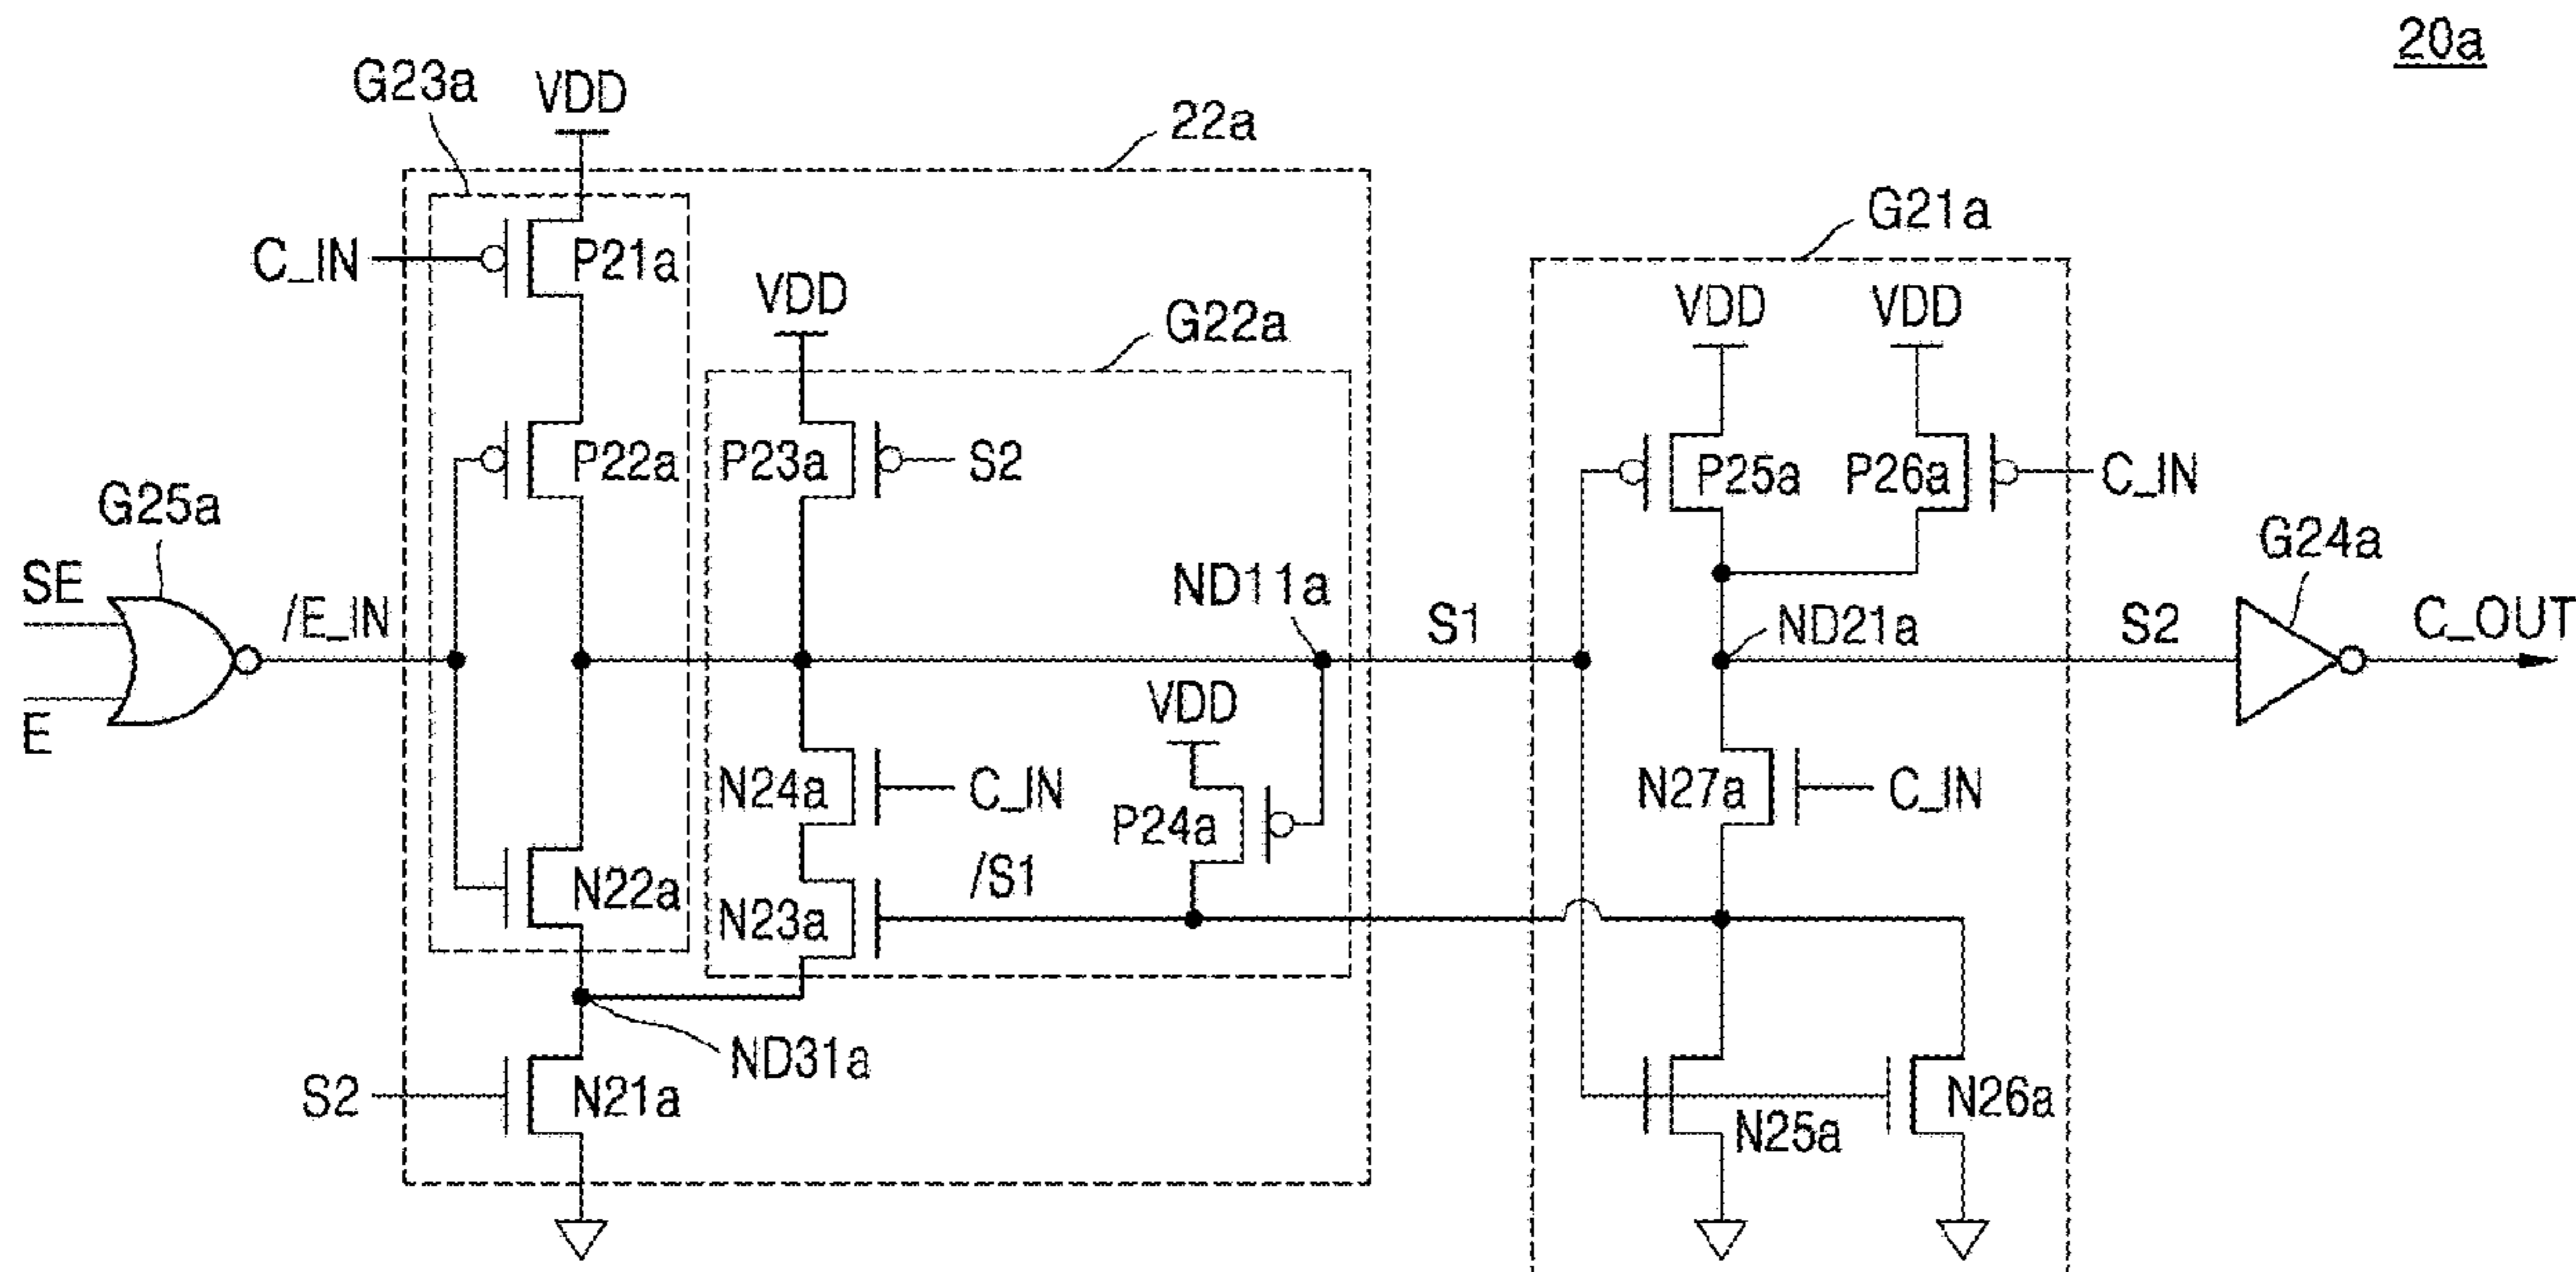 20a
G23a
VDD
22a
G21a
C_IN
P21a
VDD
G22a
VDD
VDD
P22a
P23a
S2
P25a
P26a
C_IN
G25a
G24a
SE
/E_IN
ND11a
S1
ND21a
S2
C_OUT
E
VDD
N24a
C_IN
P24a
N27a
C_IN
/S1
N22a
N23a
ND31a
S2
N21a
N25a
N26a